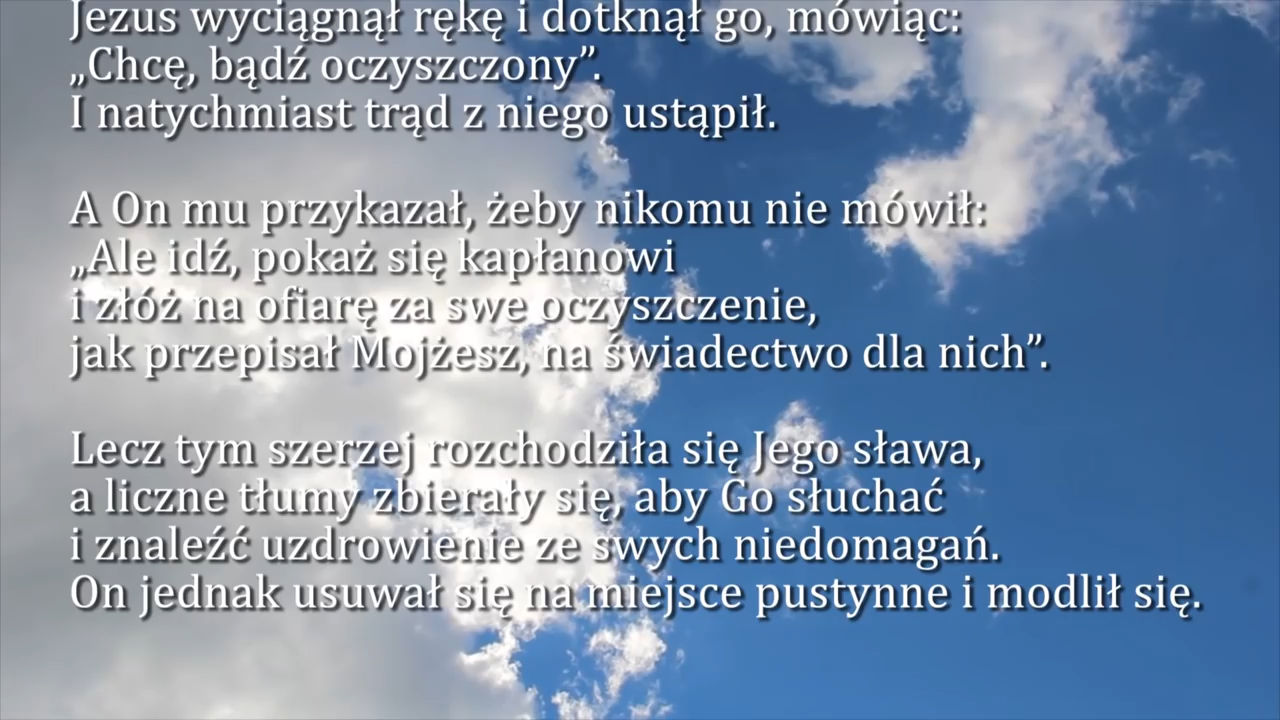 Jezus wyciągnął rękę i dotknął go, mówiąc:
„Chcę, bądź oczyszczony”.
I natychmiast trąd z niego ustąpił.
A On mu przykazał, żeby nikomu nie mówił:
„Ale idź, pokaż się kapłanowi
i złóż na ofiarę za swe oczyszczenie,
jak przepisał Mojżesz, na świadectwo dla nich”.
Lecz tym szerzej rozchodziła się Jego sława,
a liczne tłumy zbierały się, aby Go słuchać
i znaleźć uzdrowienie ze swych niedomagań.
On jednak usuwał się na miejsce pustynne i modlił się.